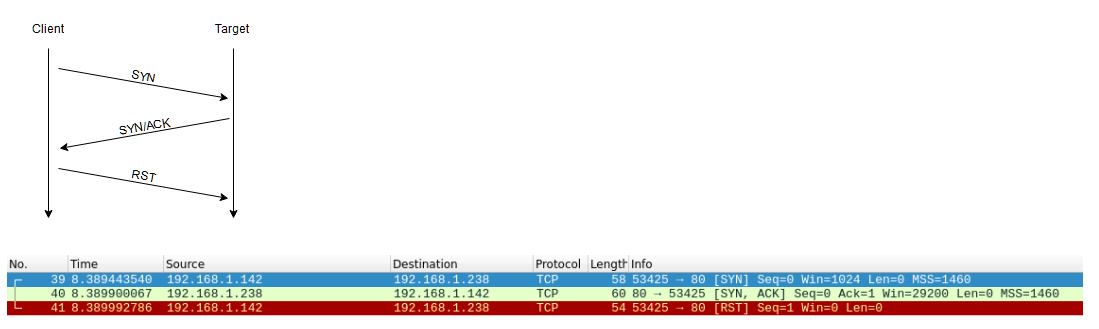 Client Target
SYN
SYN/ACK
RST
No. Time Source Destination Protocol Length Info
39 8.389443540 192.168.1.142 192.168.1.238 TCP 58 53425 → 80 [SYN] Seq=0 Win=1024 Len=0 MSS=1460
40 8.389900067 192.168.1.238 192.168.1.142 TCP 60 80 → 53425 [SYN, ACK] Seq=0 Ack=1 Win=29200 Len=0 MSS=1460
41 8.389992786 192.168.1.142 192.168.1.238 TCP 54 53425 → 80 [RST] Seq=1 Win=0 Len=0